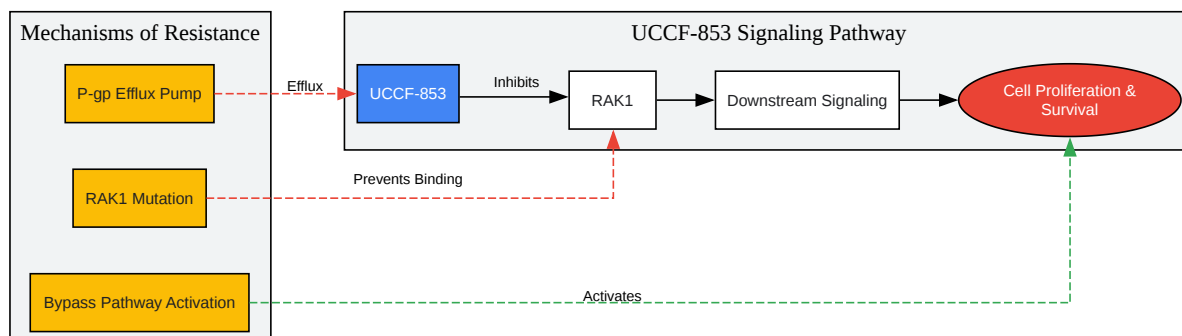 Mechanisms of Resistance
UCCF-853 Signaling Pathway
P-gp Efflux Pump
Efflux
UCCF-853
Inhibits
RAK1
Downstream Signaling
Cell Proliferation &
Survival
RAK1 Mutation
Prevents Binding
Bypass Pathway Activation
Activates